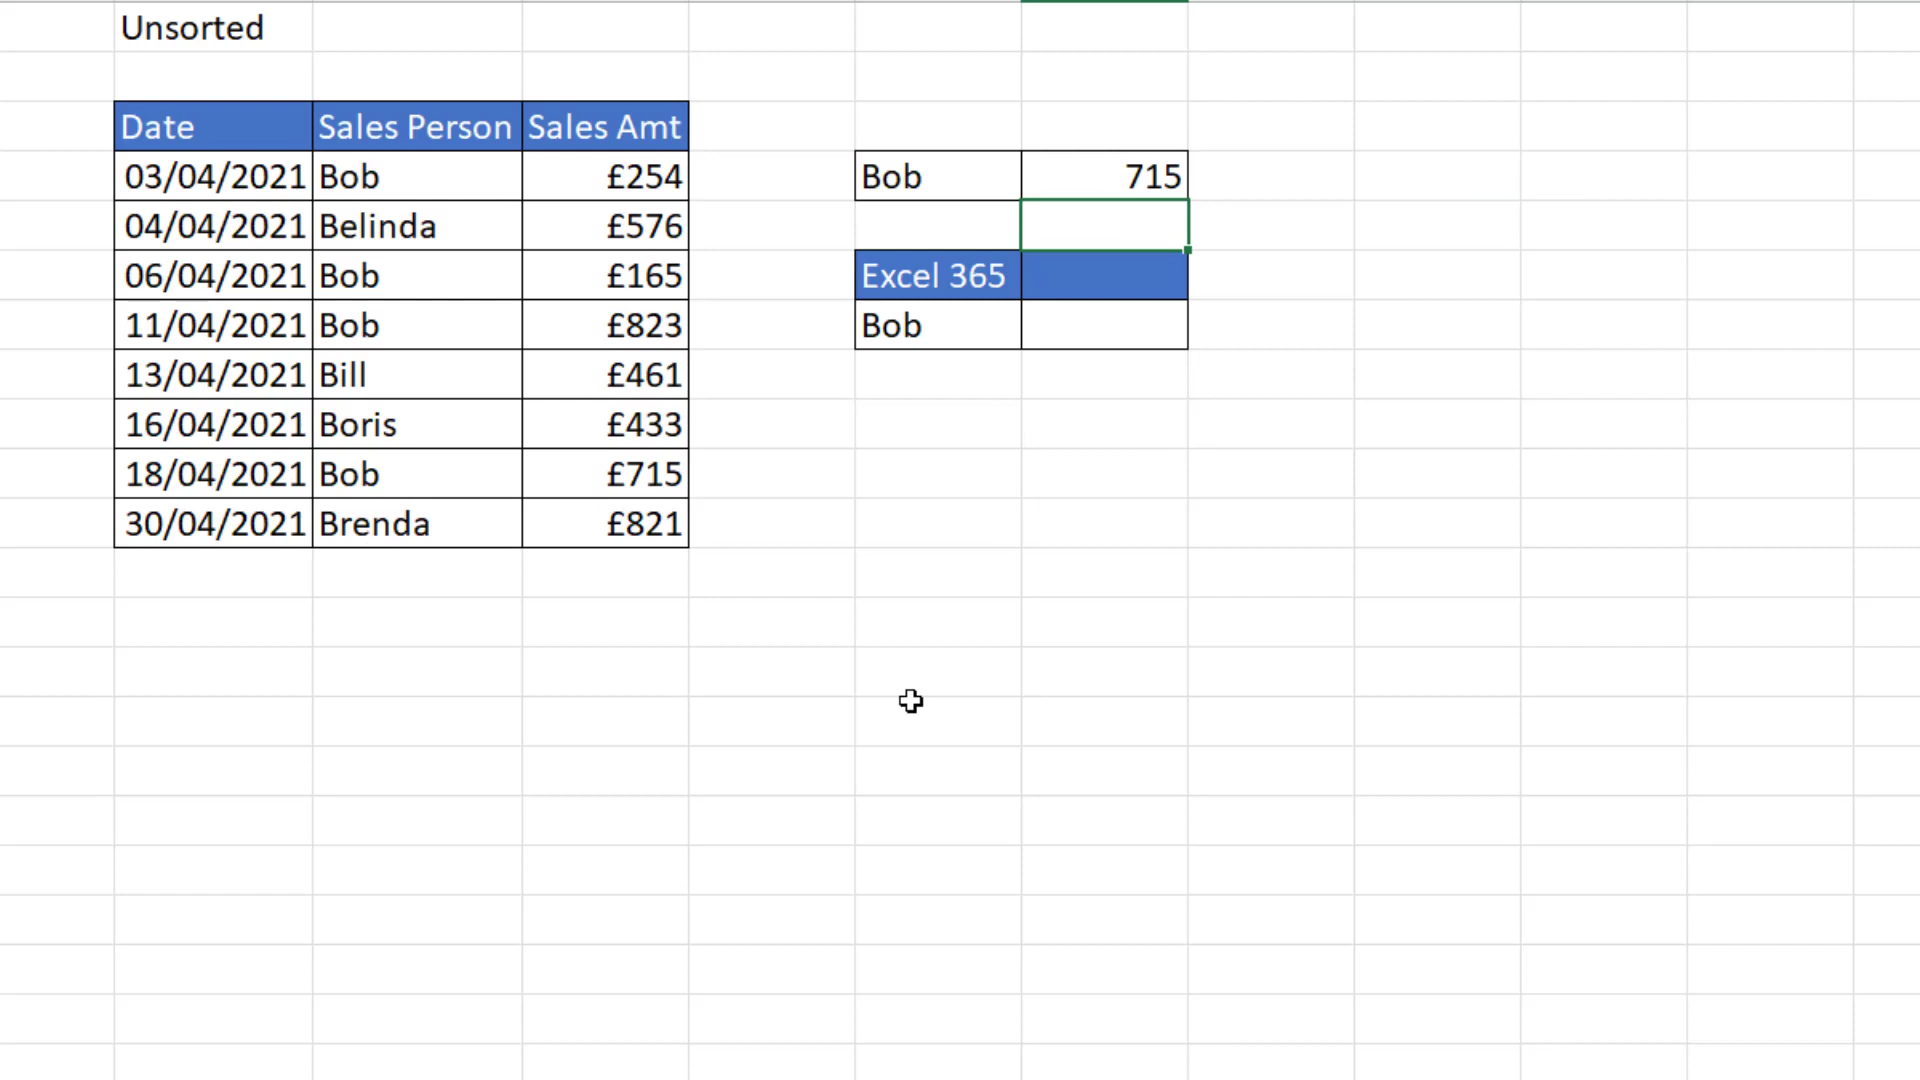 Unsorted
Date Sales Person Sales Amt
03/04/2021 Bob £254 Bob 715
04/04/2021 Belinda £576
06/04/2021 Bob £165 Excel 365
11/04/2021 Bob £823 Bob
13/04/2021 Bill £461
16/04/2021 Boris £433
18/04/2021 Bob £715
30/04/2021 Brenda £821